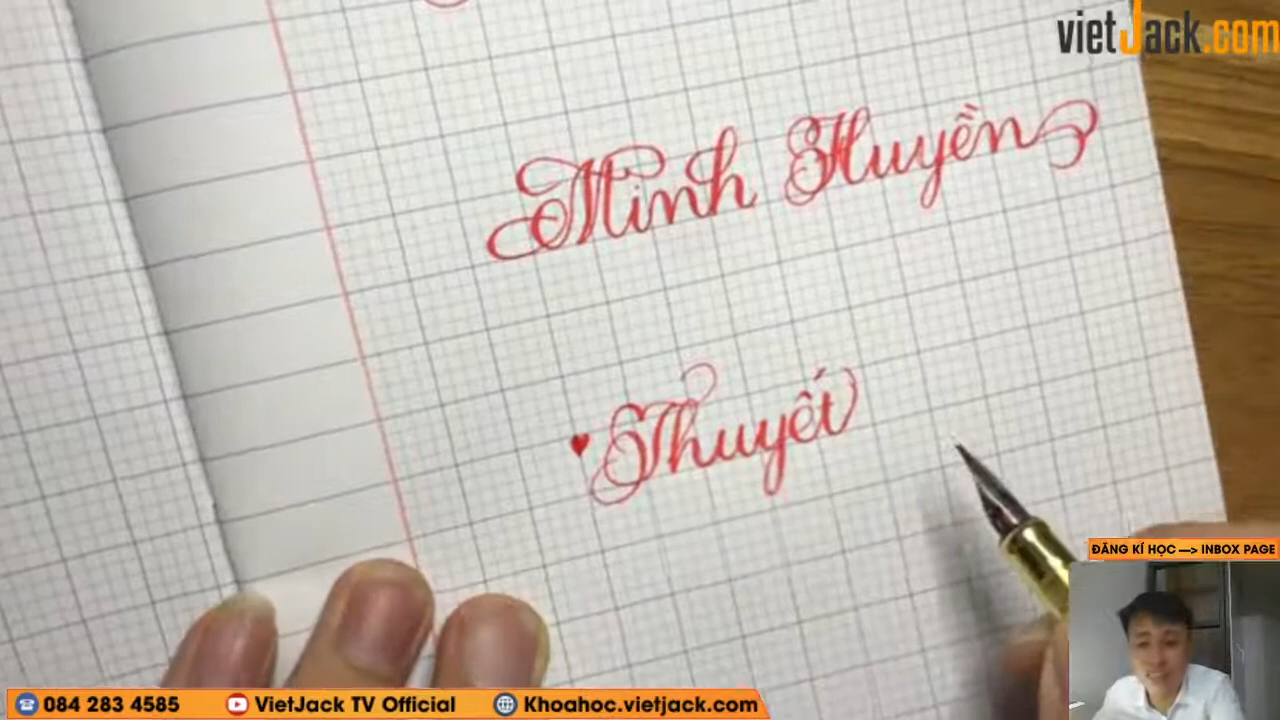 vietJack.com
Minh Huyền
♥ Thuyết
ĐĂNG KÍ HỌC —> INBOX PAGE
084 283 4585 VietJack TV Official Khoahoc.vietjack.com